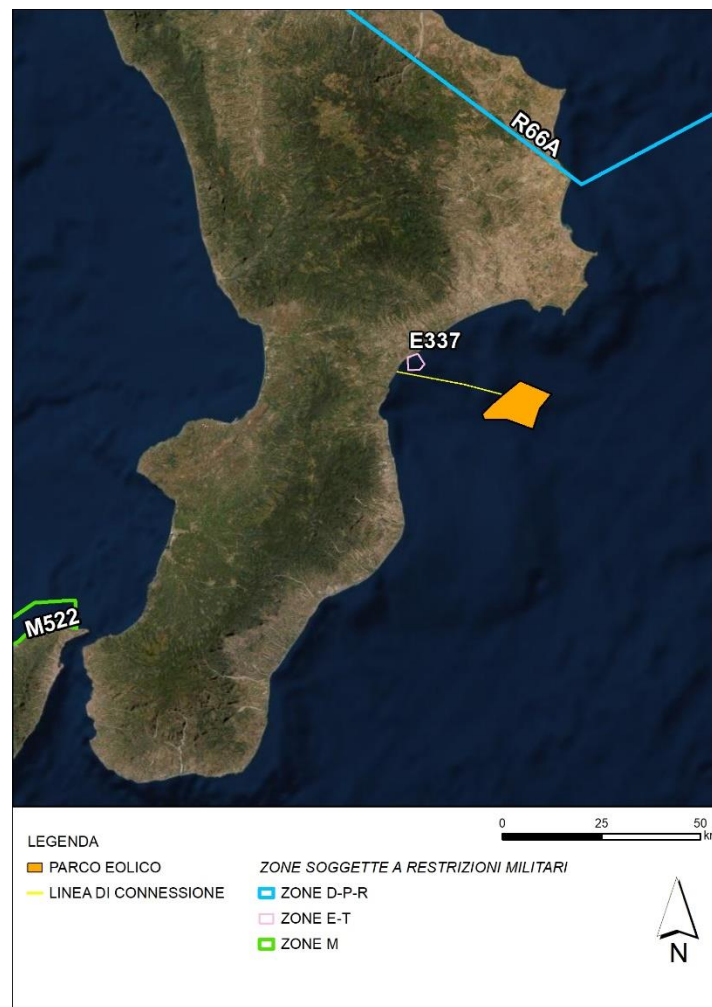 R66A
E337
M522
0 25 50
km
LEGENDA
PARCO EOLICO
LINEA DI CONNESSIONE
ZONE SOGGETTE A RESTRIZIONI MILITARI
ZONE D-P-R
ZONE E-T
ZONE M
N